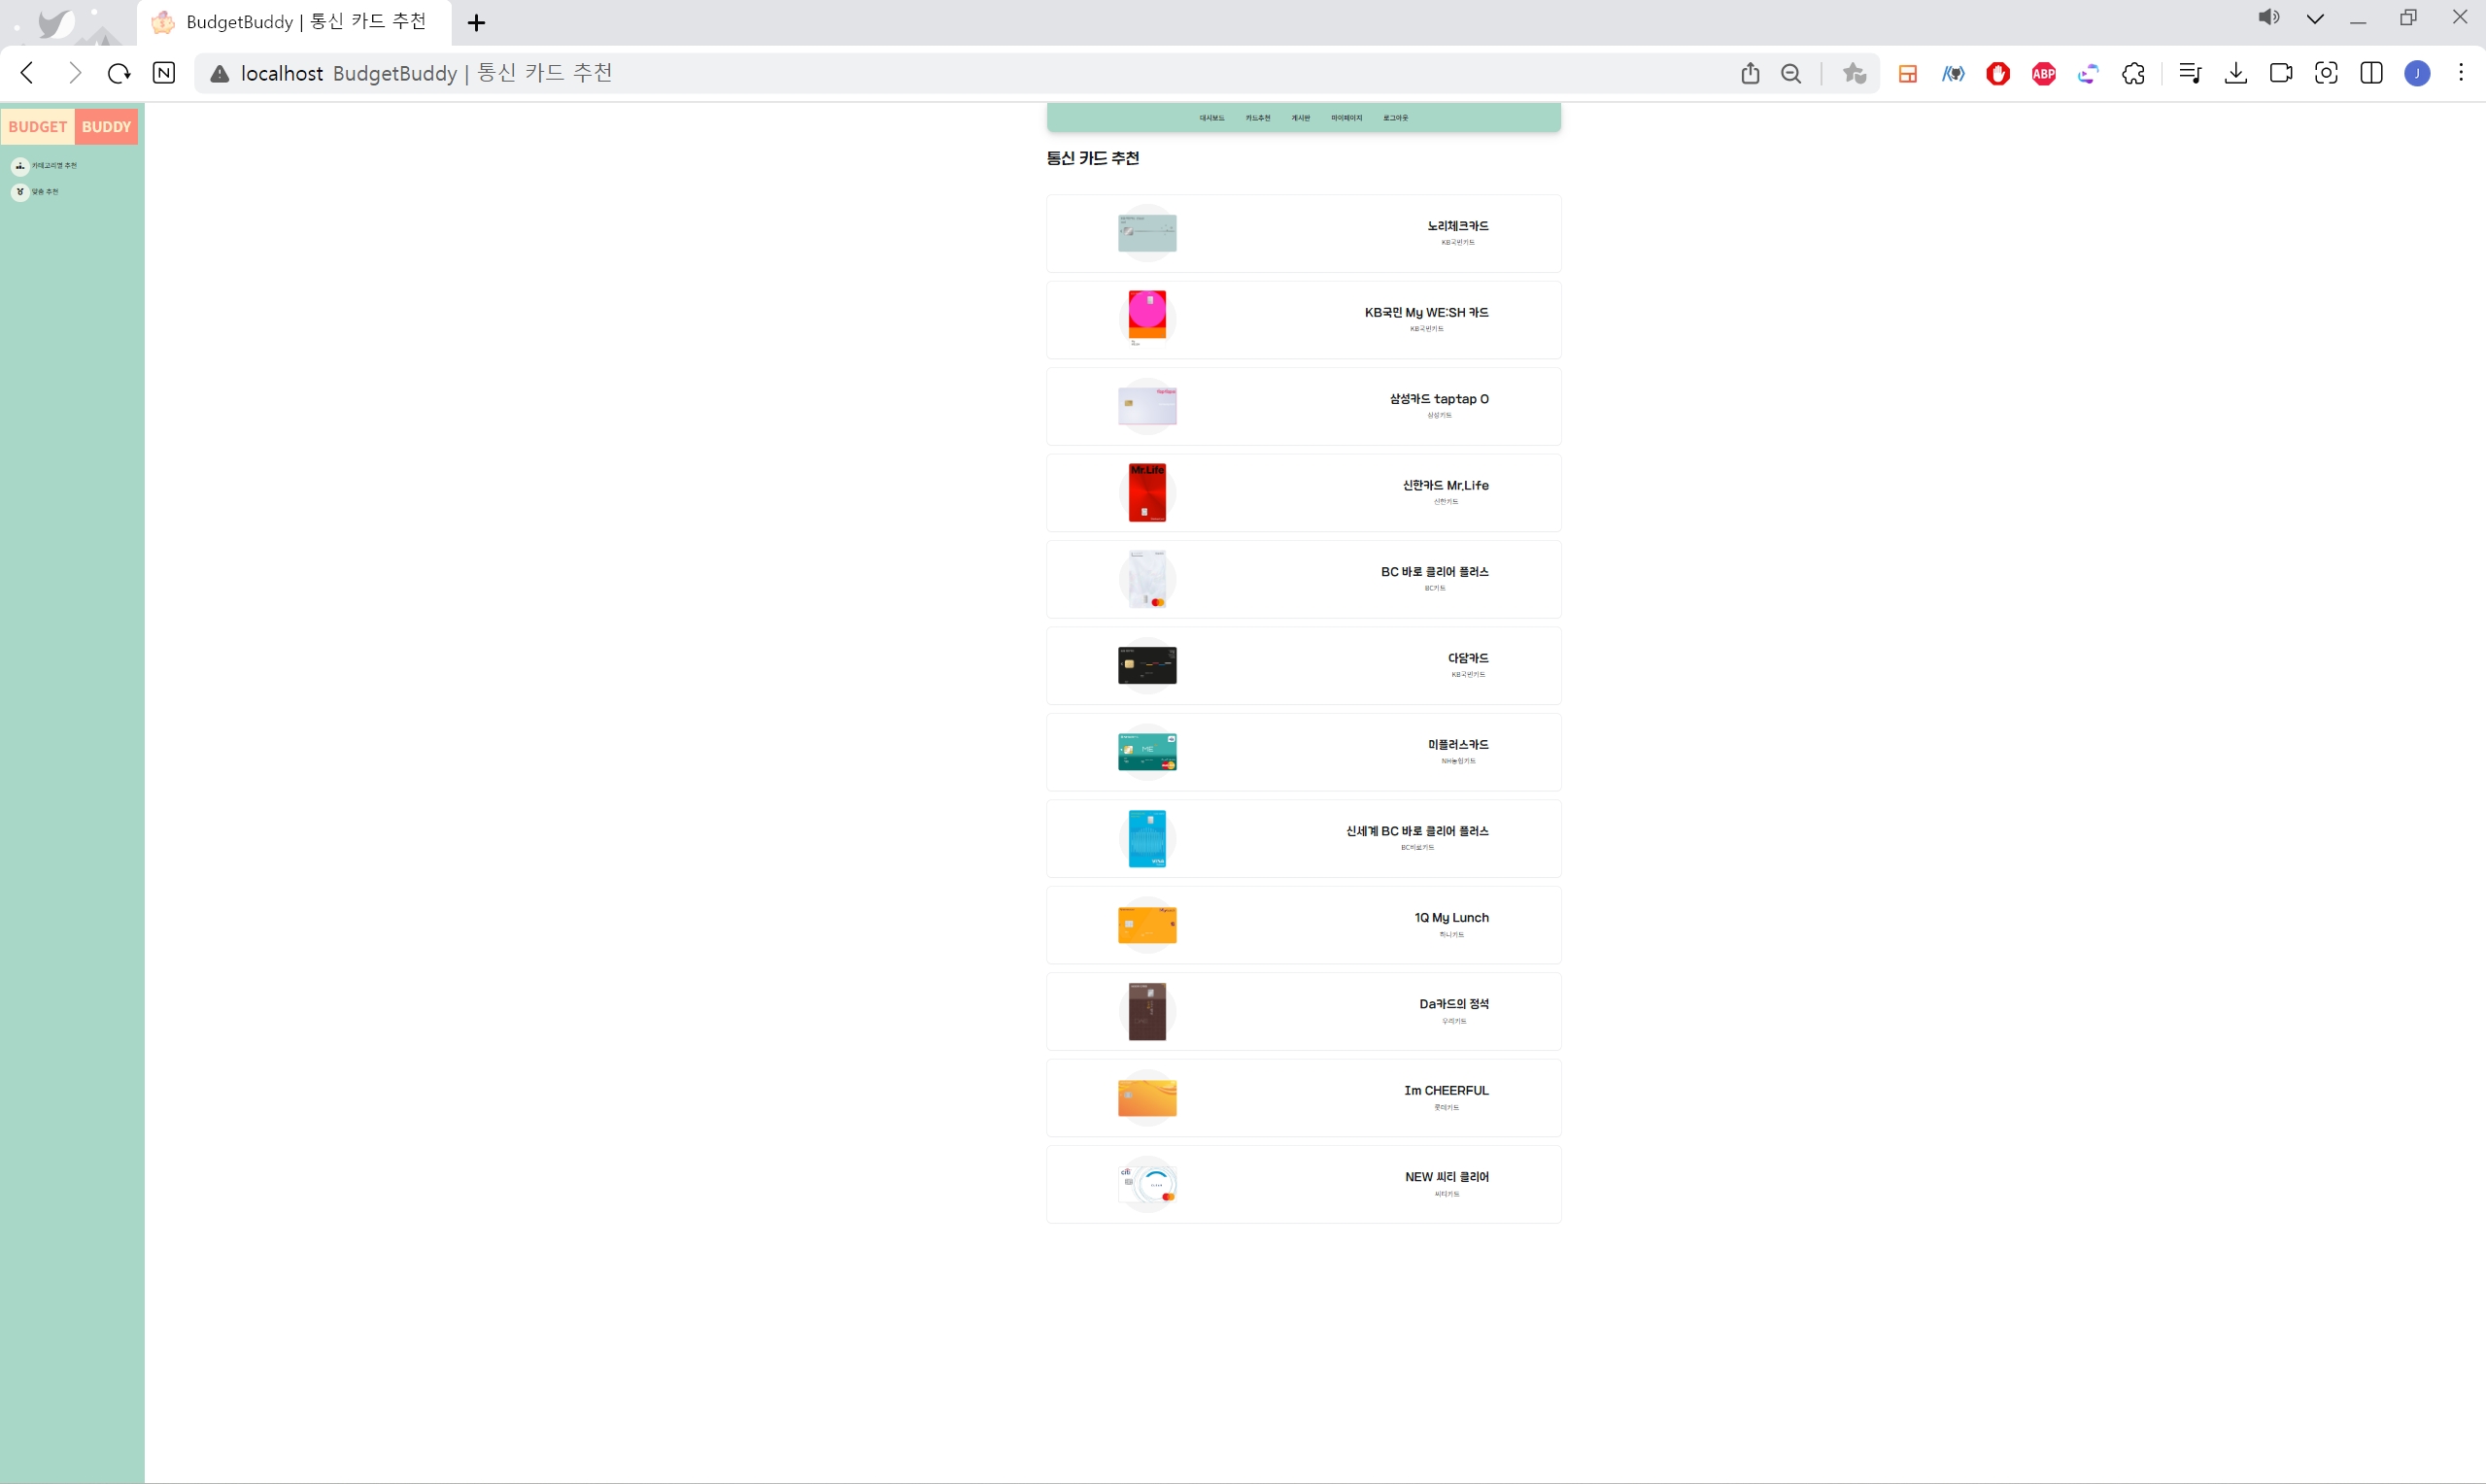 BudgetBuddy | 통신 카드 추천
localhost BudgetBuddy | 통신 카드 추천
ABP
J
BUDGET BUDDY
카테고리별 추천
맞춤 추천
대시보드 카드추천 게시판 마이페이지 로그아웃
통신 카드 추천
노리체크카드
KB국민카드
KB국민 My WE:SH 카드
KB국민카드
삼성카드 taptap O
삼성카드
Mr.Life
신한카드 Mr.Life
신한카드
BC 바로 클리어 플러스
BC카드
다담카드
KB국민카드
ME
미플러스카드
NH농협카드
VISA
신세계 BC 바로 클리어 플러스
BC바로카드
1Q My Lunch
하나카드
Da카드의 정석
우리카드
Im CHEERFUL
롯데카드
citi
NEW 씨티 클리어
씨티카드